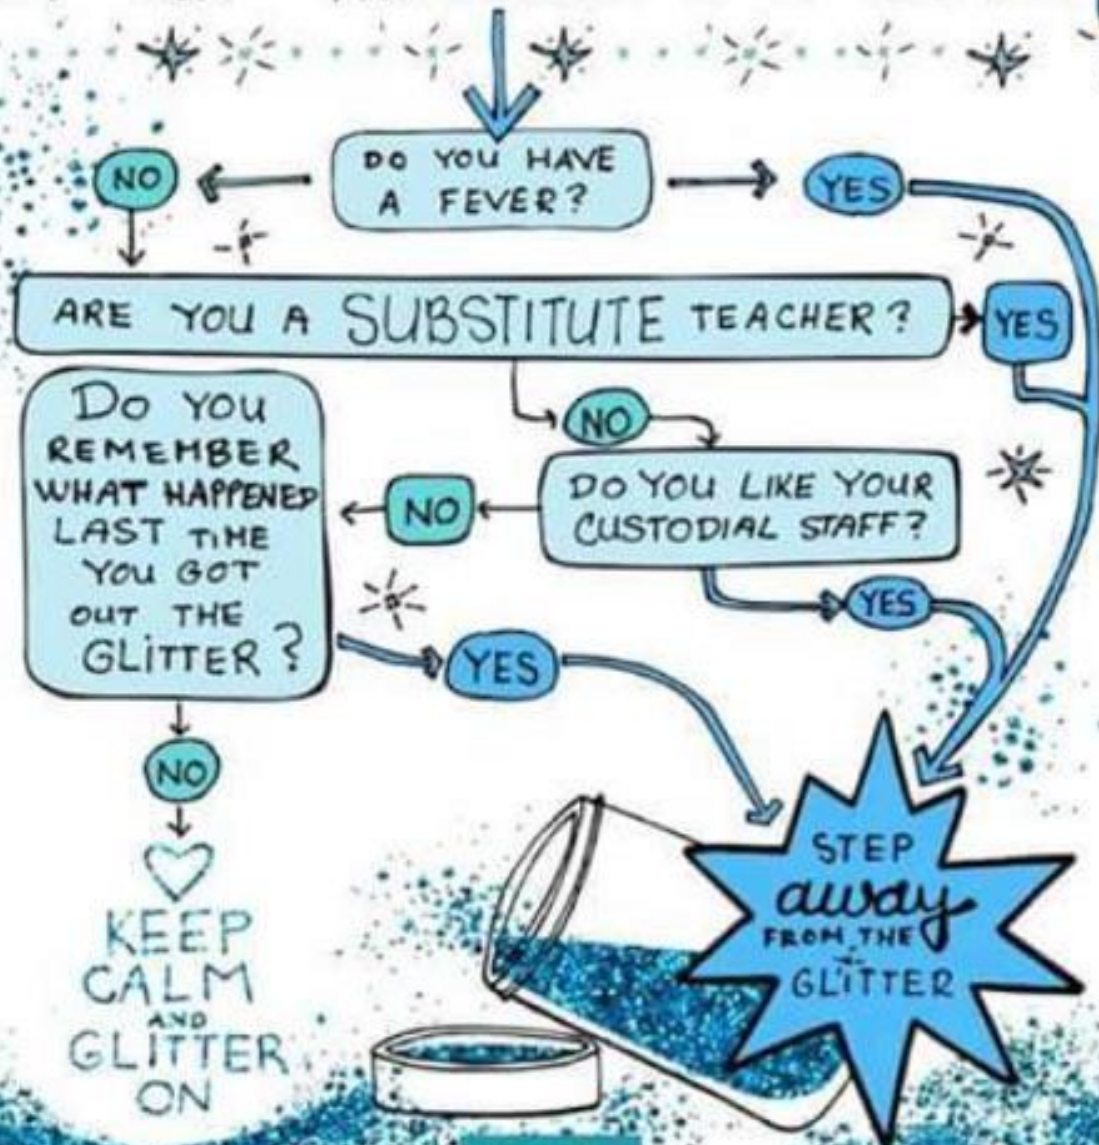 DO YOU HAVE
A FEVER?
NO
YES
ARE YOU A SUBSTITUTE TEACHER?
YES
NO
DO YOU LIKE YOUR
CUSTODIAL STAFF?
NO
YES
DO YOU
REMEMBER
WHAT HAPPENED
LAST TIME
YOU GOT
OUT THE
GLITTER?
YES
NO
KEEP
CALM
AND
GLITTER
ON
STEP
away
FROM THE
GLITTER